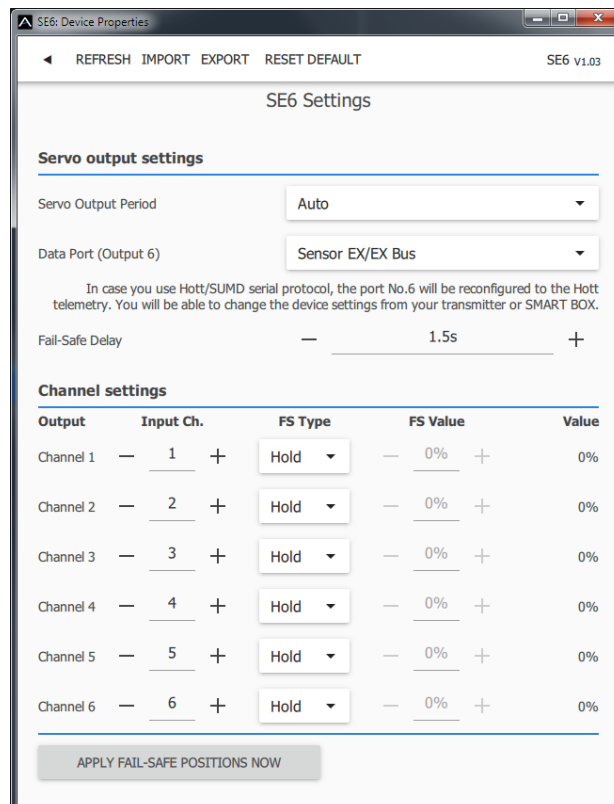 SE6: Device Properties
REFRESH IMPORT EXPORT RESET DEFAULT SE6 V1.03
SE6 Settings
Servo output settings
Servo Output Period Auto
Data Port (Output 6) Sensor EX/EX Bus
In case you use Hott/SUMD serial protocol, the port No.6 will be reconfigured to the Hott
telemetry. You will be able to change the device settings from your transmitter or SMART BOX.
Fail-Safe Delay — 1.5s +
Channel settings
Output Input Ch. FS Type FS Value Value
Channel 1 — 1 + Hold — 0% + 0%
Channel 2 — 2 + Hold — 0% + 0%
Channel 3 — 3 + Hold — 0% + 0%
Channel 4 — 4 + Hold — 0% + 0%
Channel 5 — 5 + Hold — 0% + 0%
Channel 6 — 6 + Hold — 0% + 0%
APPLY FAIL-SAFE POSITIONS NOW